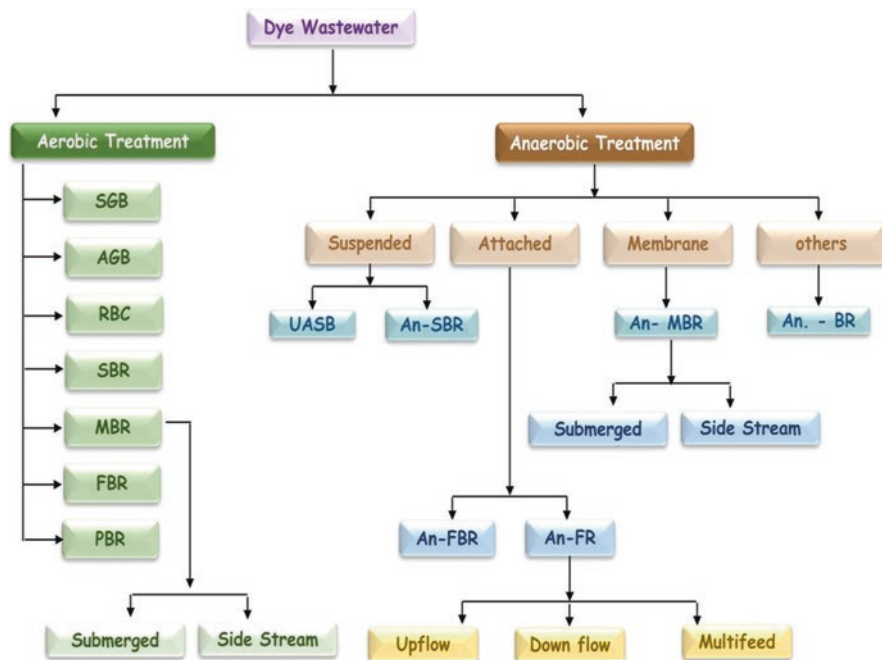 Dye Wastewater
Aerobic Treatment
Anaerobic Treatment
SGB
AGB
RBC
SBR
MBR
FBR
PBR
Submerged
Side Stream
Suspended
Attached
Membrane
others
UASB
An-SBR
An- MBR
An. - BR
Submerged
Side Stream
An-FBR
An-FR
Upflow
Down flow
Multifeed